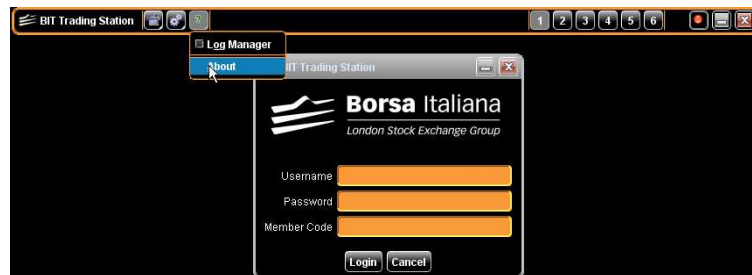 BIT Trading Station ? 1 2 3 4 5 6
Log Manager
About
BIT Trading Station
Borsa Italiana
London Stock Exchange Group
Username
Password
Member Code
Login Cancel